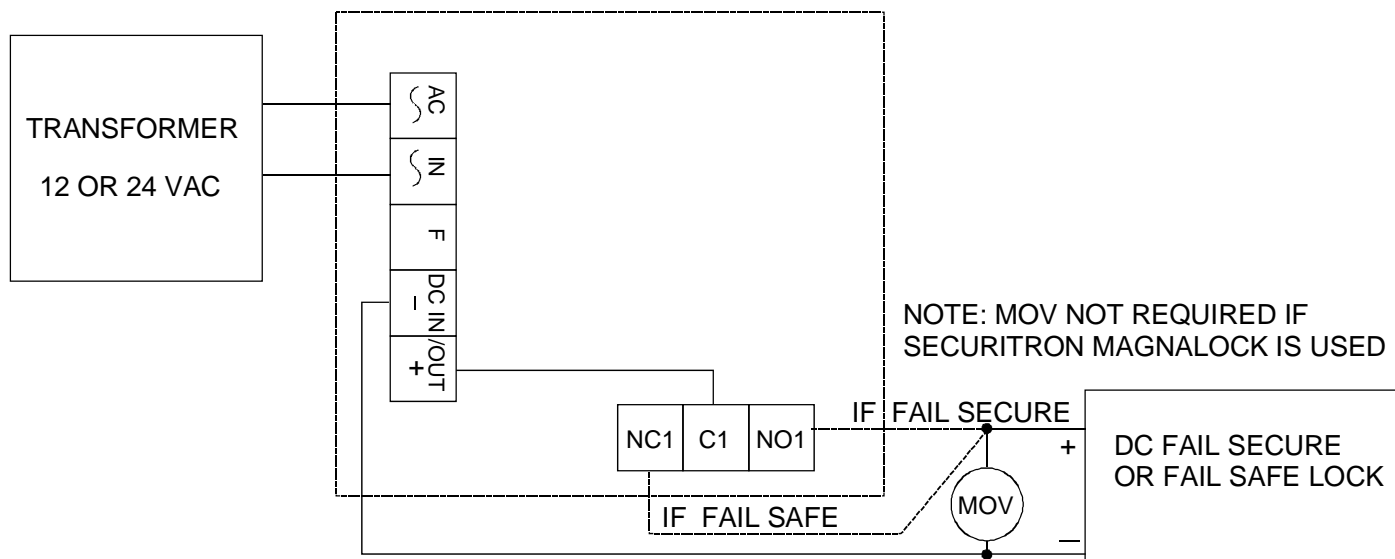 TRANSFORMER
12 OR 24 VAC
AC
IN
F
DC IN/OUT
−
+
NC1
C1
NO1
IF FAIL SECURE
IF FAIL SAFE
NOTE: MOV NOT REQUIRED IF
SECURITRON MAGNALOCK IS USED
MOV
+
−
DC FAIL SECURE
OR FAIL SAFE LOCK